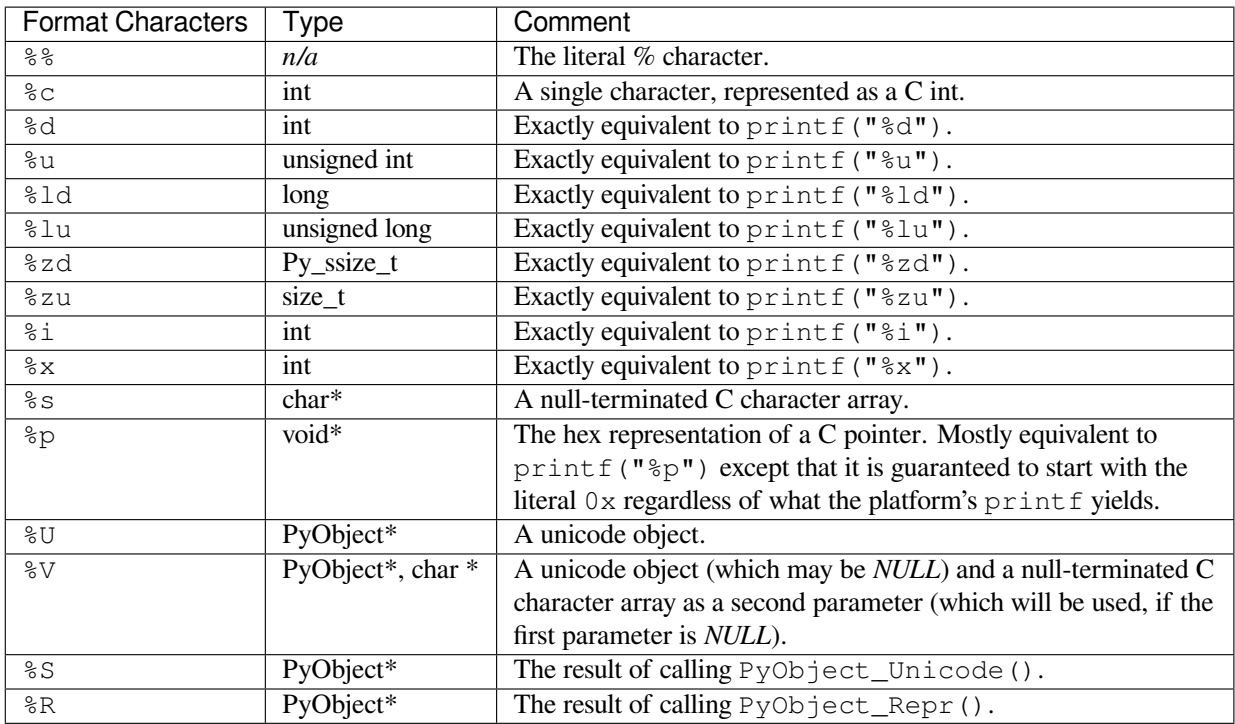 Format Characters Type Comment
%% n/a The literal % character.
%c int A single character, represented as a C int.
%d int Exactly equivalent to printf("%d").
%u unsigned int Exactly equivalent to printf("%u").
%ld long Exactly equivalent to printf("%ld").
%lu unsigned long Exactly equivalent to printf("%lu").
%zd Py_ssize_t Exactly equivalent to printf("%zd").
%zu size_t Exactly equivalent to printf("%zu").
%i int Exactly equivalent to printf("%i").
%x int Exactly equivalent to printf("%x").
%s char* A null-terminated C character array.
%p void* The hex representation of a C pointer. Mostly equivalent to
printf("%p") except that it is guaranteed to start with the
literal 0x regardless of what the platform's printf yields.
%U PyObject* A unicode object.
%V PyObject*, char * A unicode object (which may be NULL) and a null-terminated C
character array as a second parameter (which will be used, if the
first parameter is NULL).
%S PyObject* The result of calling PyObject_Unicode().
%R PyObject* The result of calling PyObject_Repr().